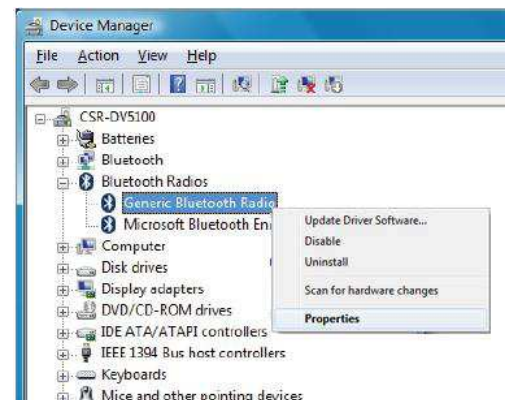 Device Manager
File Action View Help
CSR-DV5100
Batteries
Bluetooth
Bluetooth Radios
Generic Bluetooth Radio
Microsoft Bluetooth En
Update Driver Software...
Disable
Uninstall
Scan for hardware changes
Properties
Computer
Disk drives
Display adapters
DVD/CD-ROM drives
IDE ATA/ATAPI controllers
IEEE 1394 Bus host controllers
Keyboards
Mice and other pointing devices